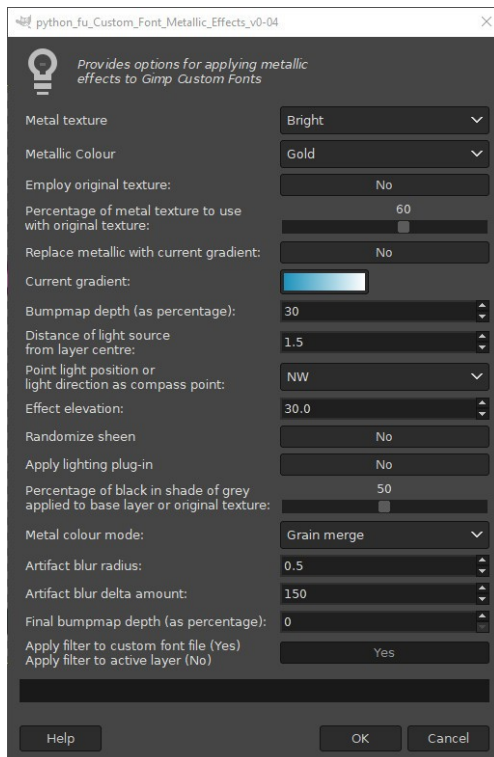 python_fu_Custom_Font_Metallic_Effects_v0-04
Provides options for applying metallic
effects to Gimp Custom Fonts
Metal texture
Bright
Metallic Colour
Gold
Employ original texture:
No
Percentage of metal texture to use
with original texture:
60
Replace metallic with current gradient:
No
Current gradient:
Bumpmap depth (as percentage):
30
Distance of light source
from layer centre:
1.5
Point light position or
light direction as compass point:
NW
Effect elevation:
30.0
Randomize sheen
No
Apply lighting plug-in
No
Percentage of black in shade of grey
applied to base layer or original texture:
50
Metal colour mode:
Grain merge
Artifact blur radius:
0.5
Artifact blur delta amount:
150
Final bumpmap depth (as percentage):
0
Apply filter to custom font file (Yes)
Apply filter to active layer (No)
Yes
Help
OK
Cancel